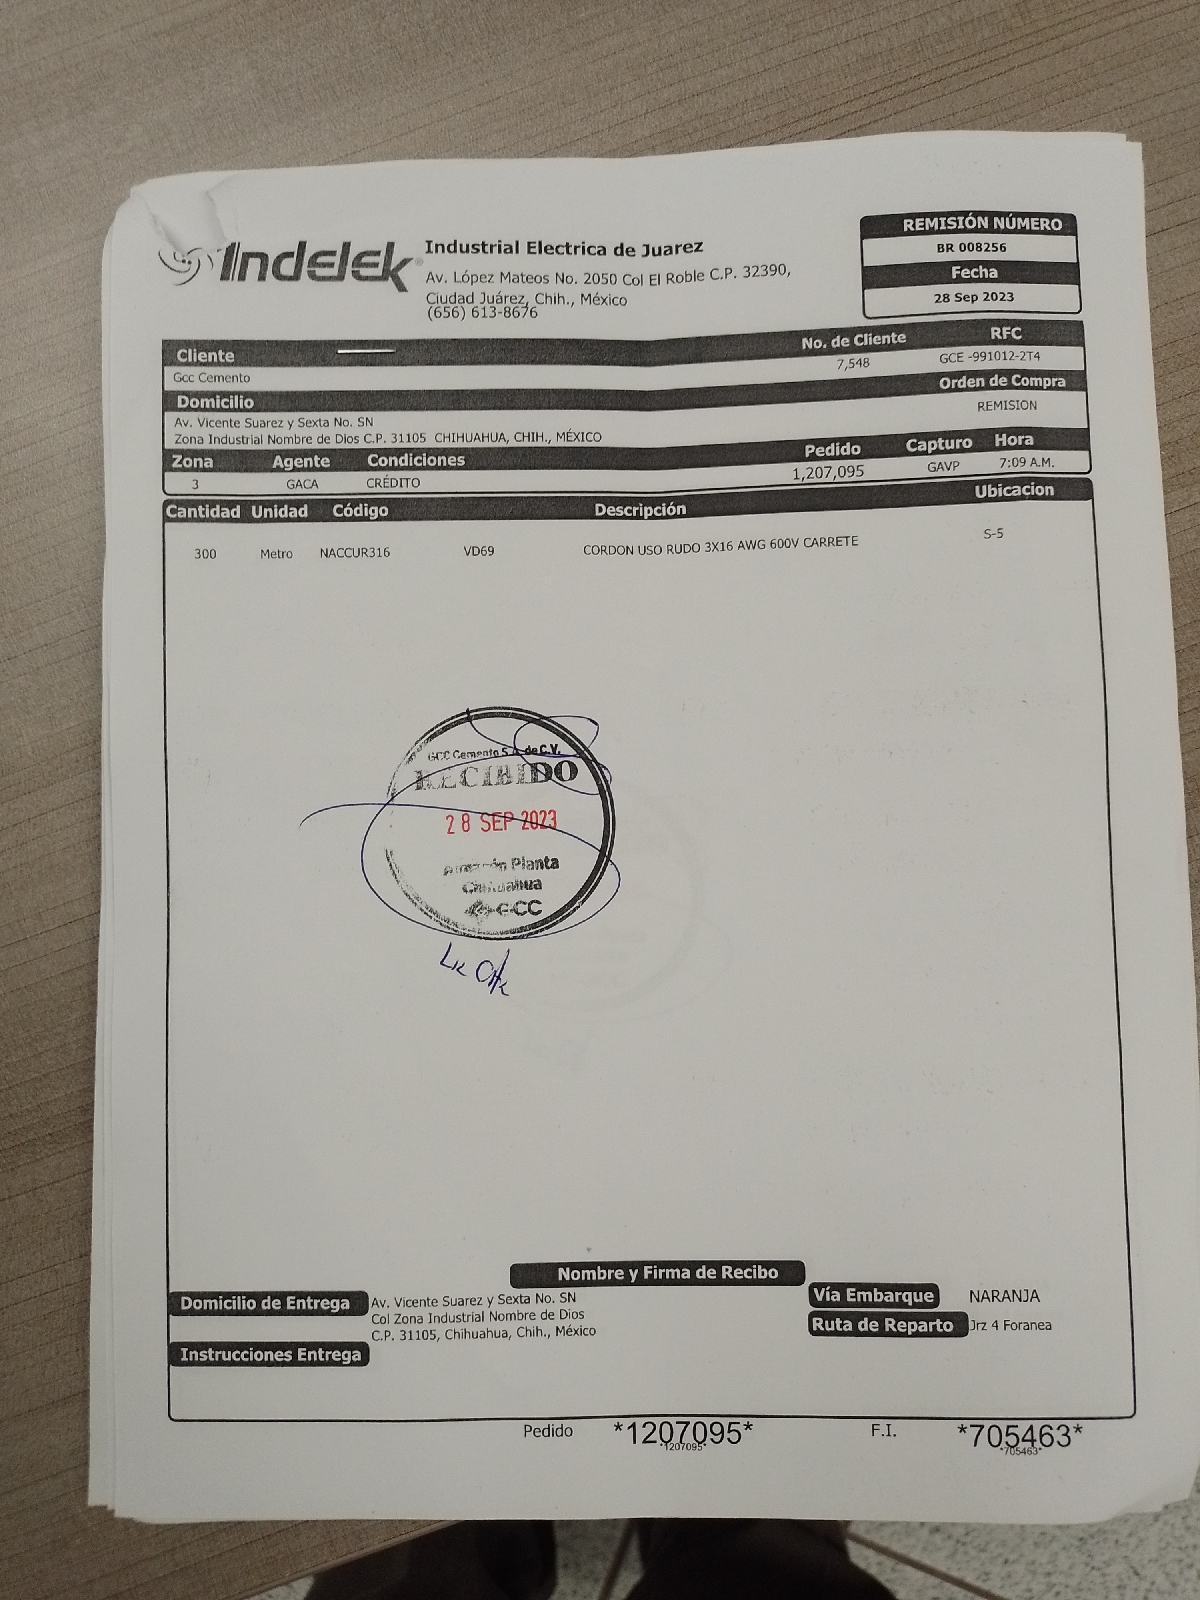 Indelek
Industrial Electrica de Juarez
Av. López Mateos No. 2050 Col El Roble C.P. 32390,
Ciudad Juárez, Chih., México
(656) 613-8676
REMISIÓN NÚMERO
BR 008256
Fecha
28 Sep 2023
Cliente No. de Cliente RFC
Gcc Cemento 7,548 GCE -991012-2T4
Domicilio Orden de Compra
Av. Vicente Suarez y Sexta No. SN REMISION
Zona Industrial Nombre de Dios C.P. 31105 CHIHUAHUA, CHIH., MÉXICO
Zona Agente Condiciones Pedido Capturo Hora
3 GACA CRÉDITO 1,207,095 GAVP 7:09 A.M.
Cantidad Unidad Código Descripción Ubicacion
300 Metro NACCUR316 VD69 CORDON USO RUDO 3X16 AWG 600V CARRETE S-5
GCC Cemento S.A. de C.V.
RECIBIDO
28 SEP 2023
Planta
Chihuahua
GCC
Nombre y Firma de Recibo
Domicilio de Entrega Av. Vicente Suarez y Sexta No. SN
Col Zona Industrial Nombre de Dios
C.P. 31105, Chihuahua, Chih., México
Vía Embarque NARANJA
Ruta de Reparto Jrz 4 Foranea
Instrucciones Entrega
Pedido *1207095* F.I. *705463*
*1207095* *705463*